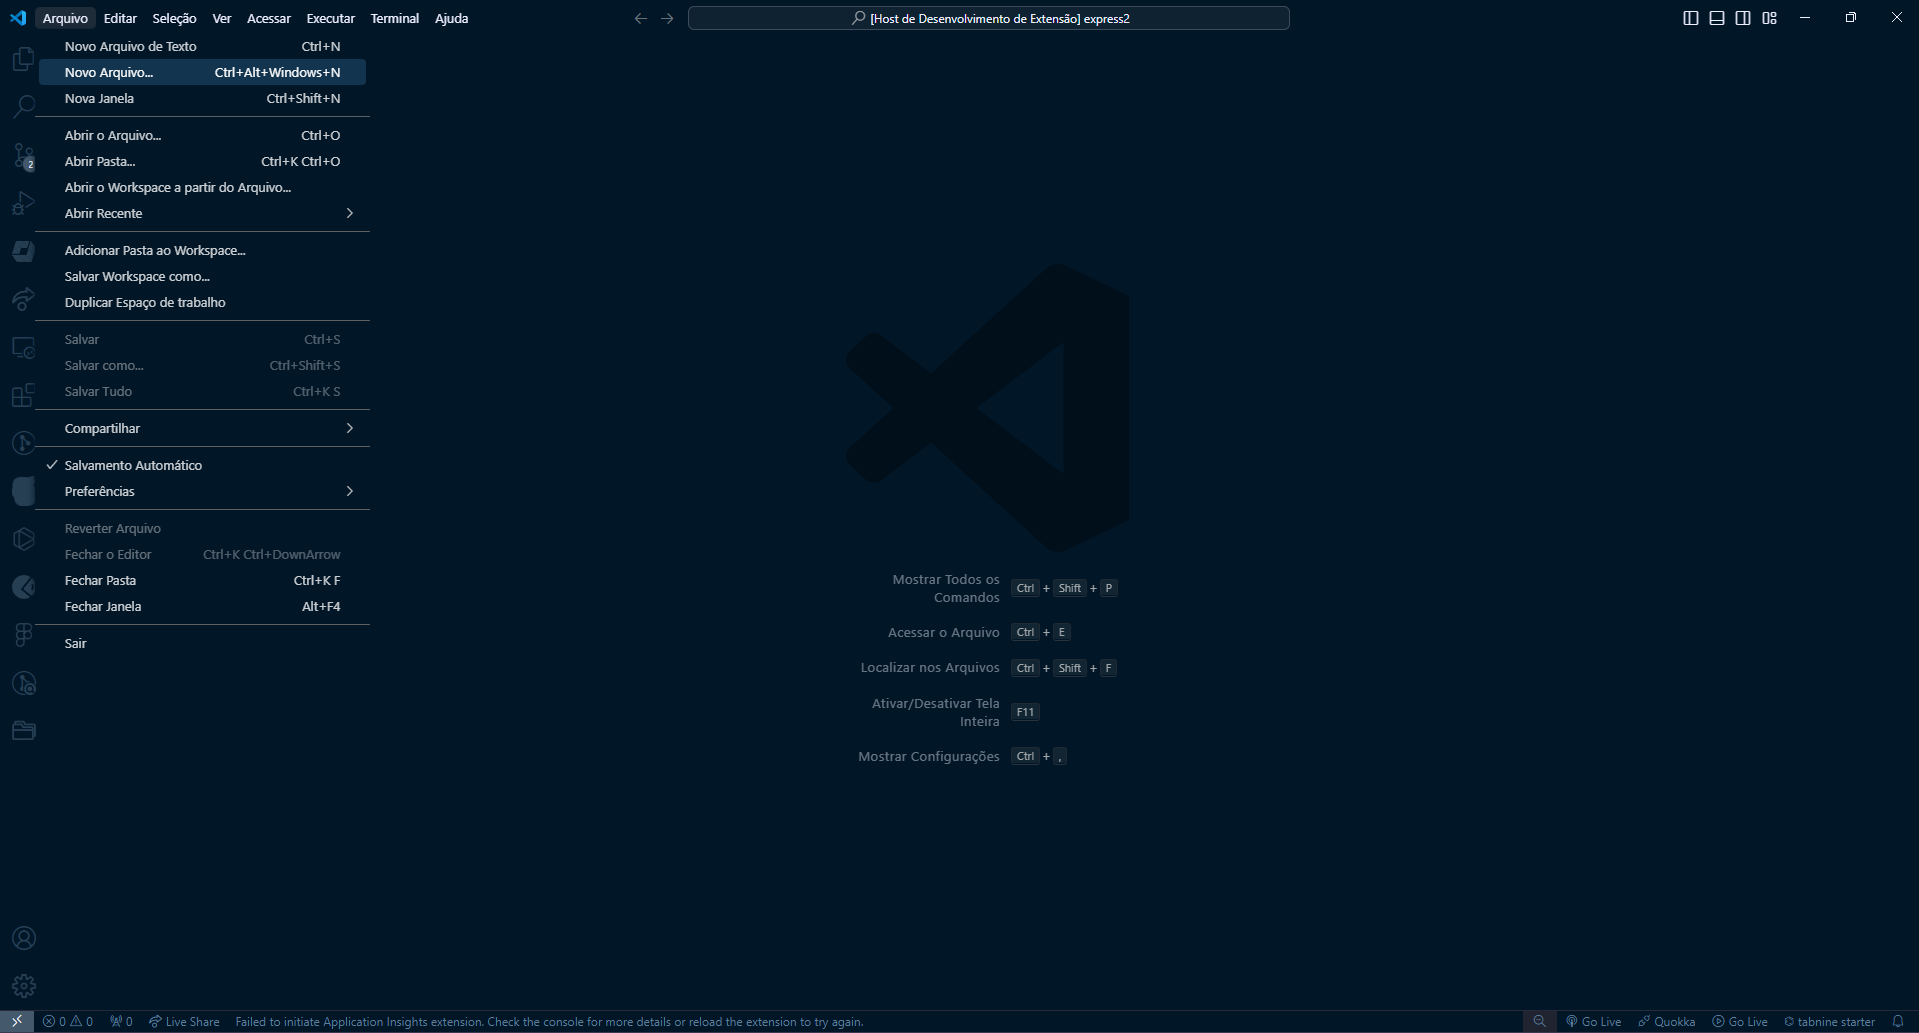 Arquivo Editar Seleção Ver Acessar Executar Terminal Ajuda
[Host de Desenvolvimento de Extensão] express2
Novo Arquivo de Texto Ctrl+N
Novo Arquivo... Ctrl+Alt+Windows+N
Nova Janela Ctrl+Shift+N
Abrir o Arquivo... Ctrl+O
Abrir Pasta... Ctrl+K Ctrl+O
Abrir o Workspace a partir do Arquivo...
Abrir Recente
Adicionar Pasta ao Workspace...
Salvar Workspace como...
Duplicar Espaço de trabalho
Salvar Ctrl+S
Salvar como... Ctrl+Shift+S
Salvar Tudo Ctrl+K S
Compartilhar
Salvamento Automático
Preferências
Reverter Arquivo
Fechar o Editor Ctrl+K Ctrl+DownArrow
Fechar Pasta Ctrl+K F
Fechar Janela Alt+F4
Sair
2
Mostrar Todos os
Comandos Ctrl + Shift + P
Acessar o Arquivo Ctrl + E
Localizar nos Arquivos Ctrl + Shift + F
Ativar/Desativar Tela
Inteira F11
Mostrar Configurações Ctrl + ,
0 0 0 Live Share Failed to initiate Application Insights extension. Check the console for more details or reload the extension to try again.
Go Live Quokka Go Live tabnine starter